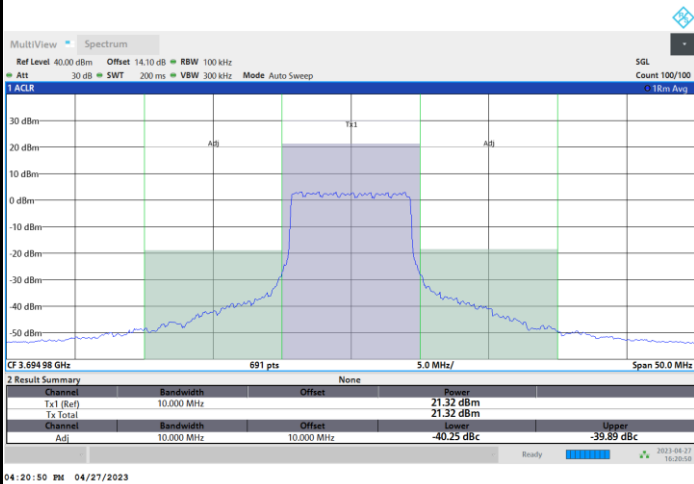 MultiView Spectrum
Ref Level 40.00 dBm Offset 14.10 dB RBW 100 kHz SGL
Att 30 dB SWT 200 ms VBW 300 kHz Mode Auto Sweep Count 100/100
1 ACLR 1Rm Avg
30 dBm
Tx1
20 dBm
Adj Adj
10 dBm
0 dBm
-10 dBm
-20 dBm
-30 dBm
-40 dBm
-50 dBm
CF 3.694 98 GHz 691 pts 5.0 MHz/ Span 50.0 MHz
2 Result Summary None
Channel Bandwidth Offset Power
Tx1 (Ref) 10.000 MHz 21.32 dBm
Tx Total 21.32 dBm
Channel Bandwidth Offset Lower Upper
Adj 10.000 MHz 10.000 MHz -40.25 dBc -39.89 dBc
Ready 2023-04-27
16:20:50
04:20:50 PM 04/27/2023